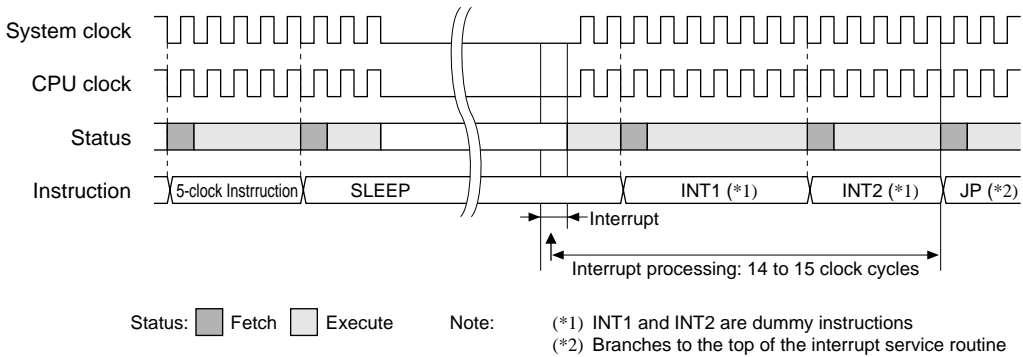 System clock
CPU clock
Status
Instruction
5-clock Instrruction
SLEEP
INT1 (*1)
INT2 (*1)
JP (*2)
Interrupt
Interrupt processing: 14 to 15 clock cycles
Status: Fetch Execute Note: (*1) INT1 and INT2 are dummy instructions
(*2) Branches to the top of the interrupt service routine